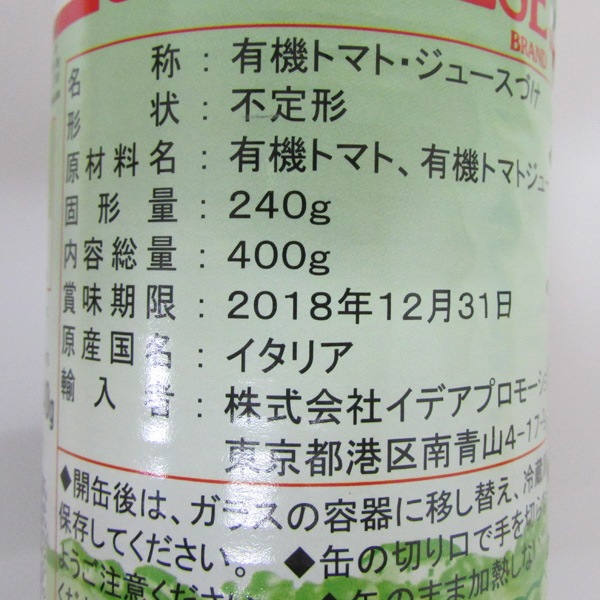 BRAND
名称：有機トマト・ジュースづけ
形状：不定形
原材料名：有機トマト、有機トマトジュー
固形量：240g
内容総量：400g
賞味期限：2018年12月31日
原産国名：イタリア
輸入者：株式会社イデアプロモーショ
東京都港区南青山4-17-
◆開缶後は、ガラスの容器に移し替え、冷蔵
保存してください。 ◆缶の切り口で手を切ら
ようご注意ください ◆缶のまま加熱しない